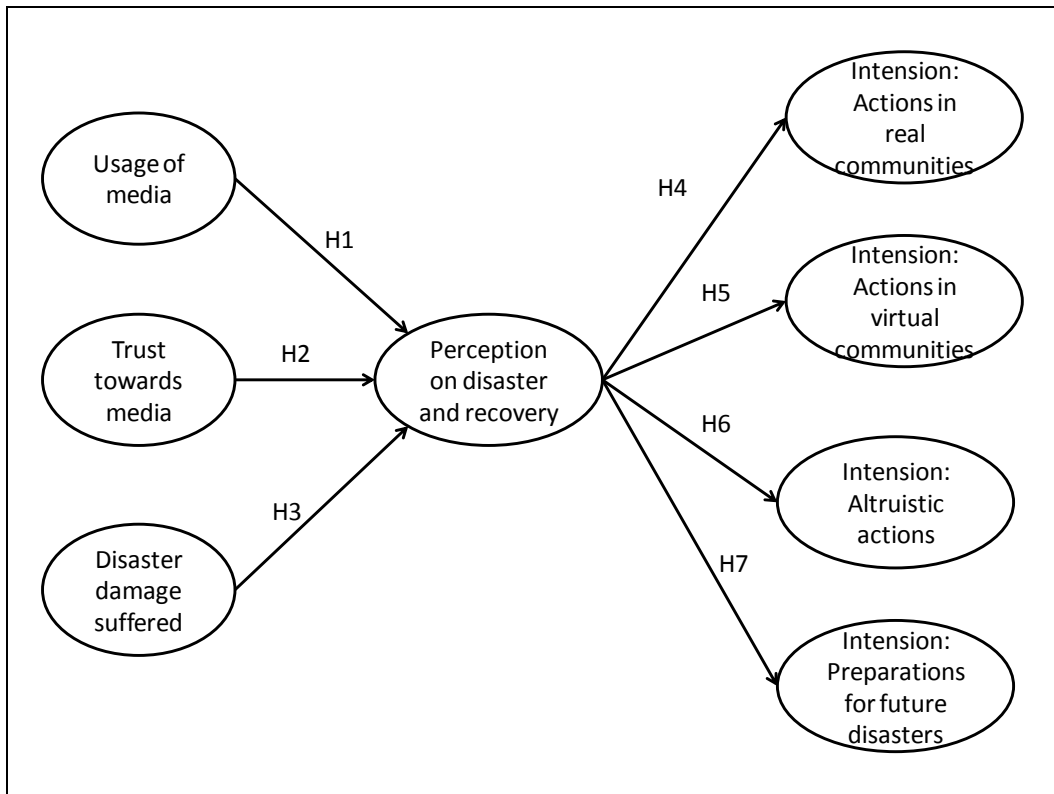 Usage of
media
Trust
towards
media
Disaster
damage
suffered
H1
H2
H3
Perception
on disaster
and recovery
H4
H5
H6
H7
Intension:
Actions in
real
communities
Intension:
Actions in
virtual
communities
Intension:
Altruistic
actions
Intension:
Preparations
for future
disasters